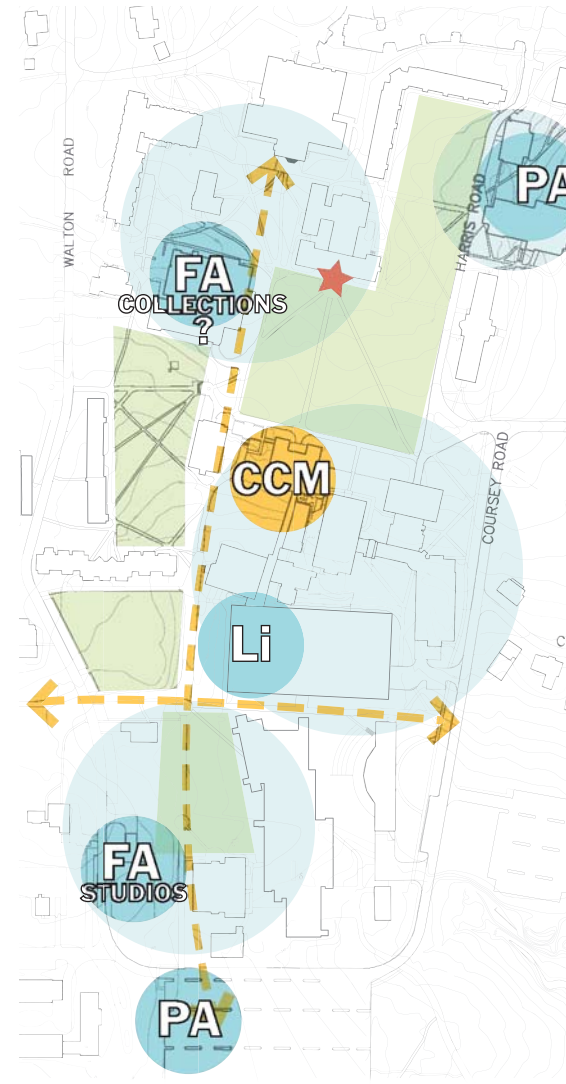 WALTON ROAD
PA
HARRIS ROAD
FA
COLLECTIONS
?
CCM
COURSEY ROAD
Li
C
FA
STUDIOS
PA